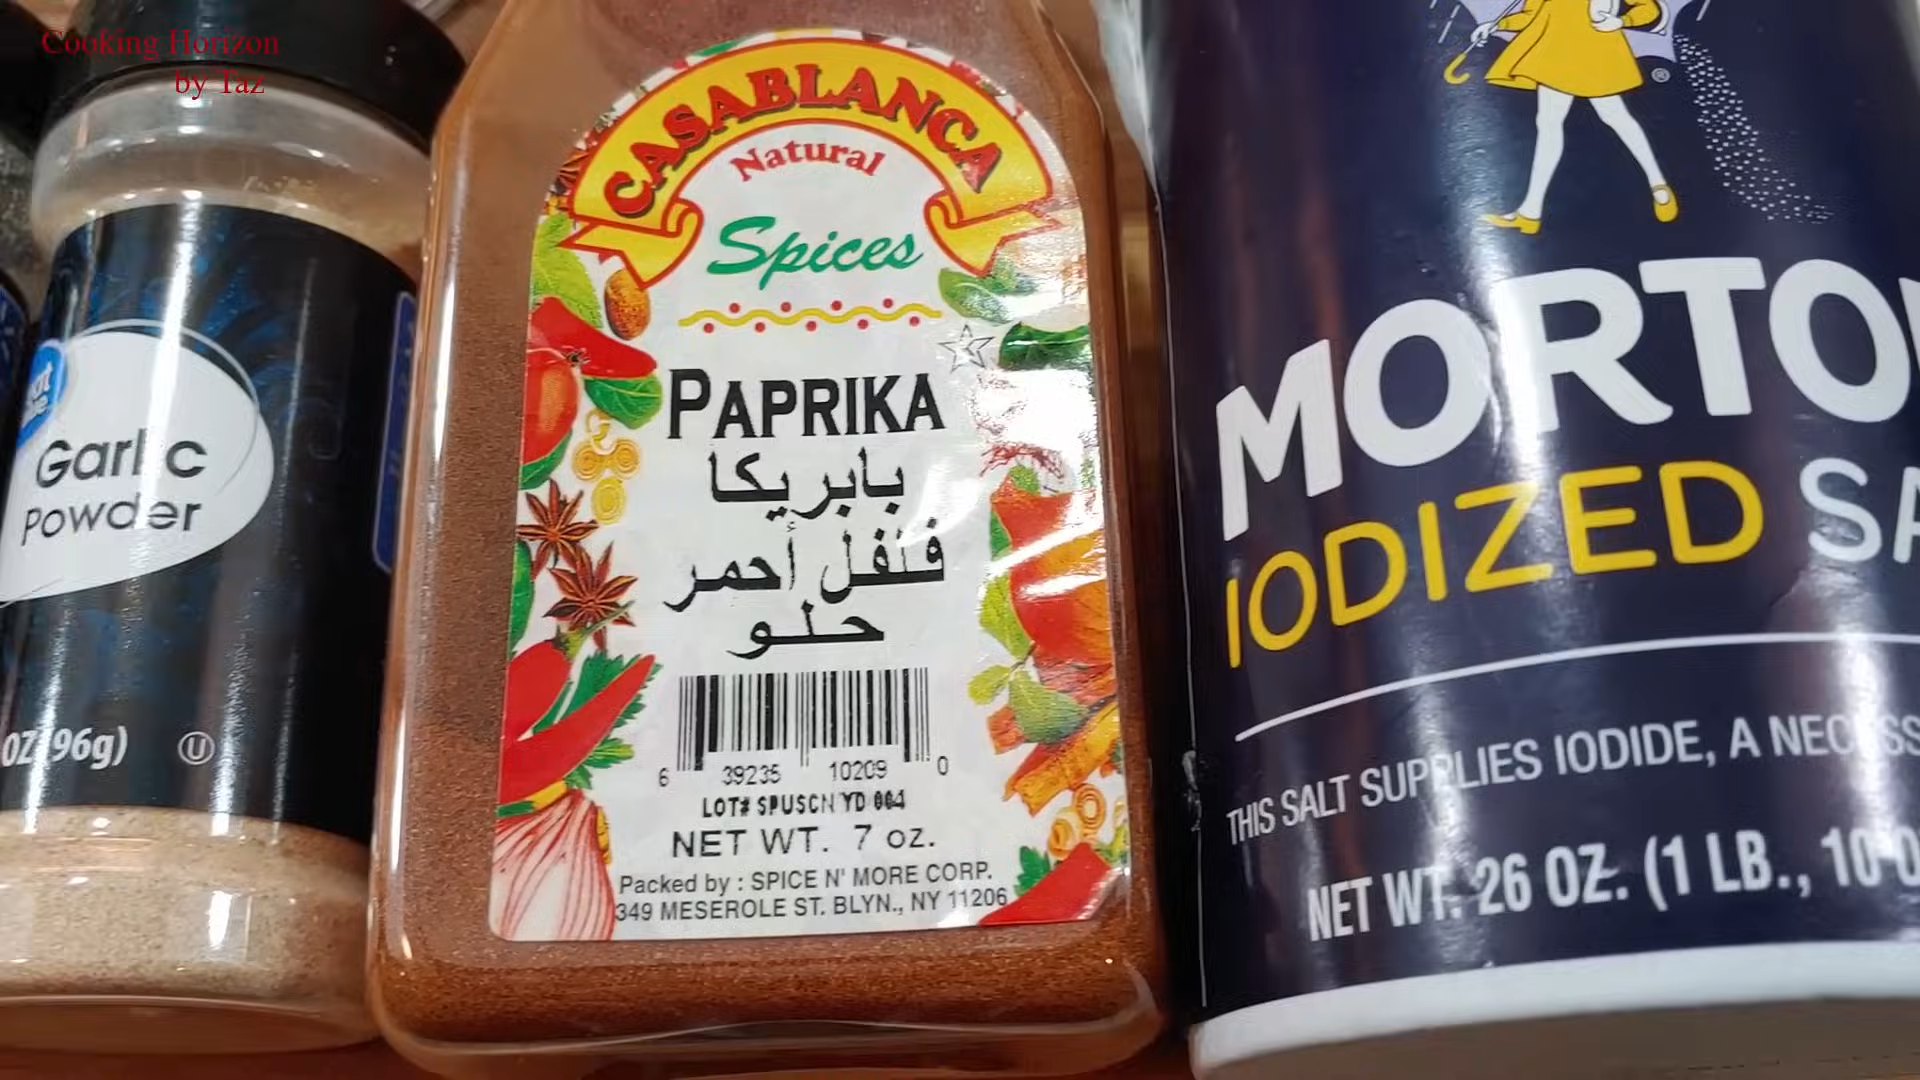 Cooking Horizon
by Taz
Garlic
Powder
OZ (96g)
U
CASABLANCA
Natural
Spices
PAPRIKA
بابريكا
فلفل أحمر
حلو
6 39235 10209 0
LOT# SPUSCN YD 004
NET WT. 7 oz.
Packed by : SPICE N' MORE CORP.
349 MESEROLE ST. BLYN., NY 11206
®
MORTO
IODIZED SA
THIS SALT SUPPLIES IODIDE, A NECESS
NET WT. 26 OZ. (1 LB., 10 O